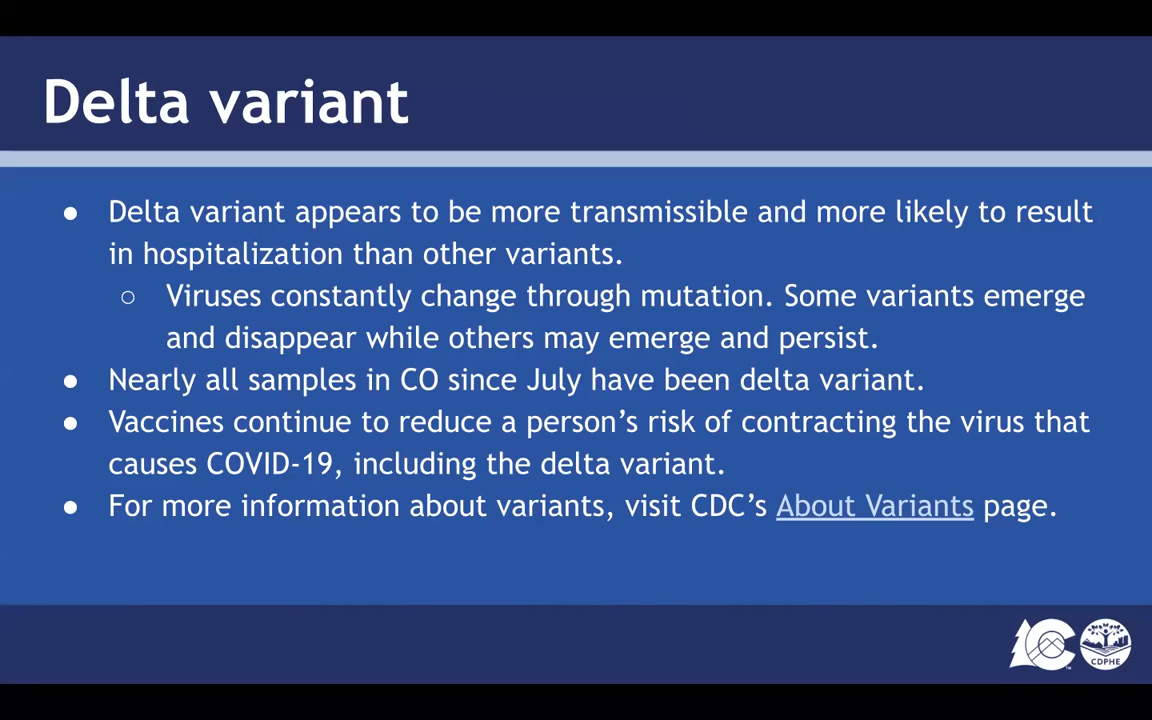 Delta variant
● Delta variant appears to be more transmissible and more likely to result
in hospitalization than other variants.
○ Viruses constantly change through mutation. Some variants emerge
and disappear while others may emerge and persist.
● Nearly all samples in CO since July have been delta variant.
● Vaccines continue to reduce a person’s risk of contracting the virus that
causes COVID-19, including the delta variant.
● For more information about variants, visit CDC’s About Variants page.
CDPHE